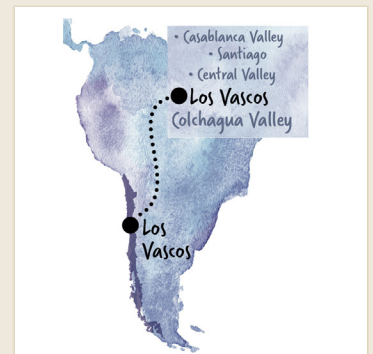 • Casablanca Valley
• Santiago
• Central Valley
Los Vascos
Colchagua Valley
Los
Vascos